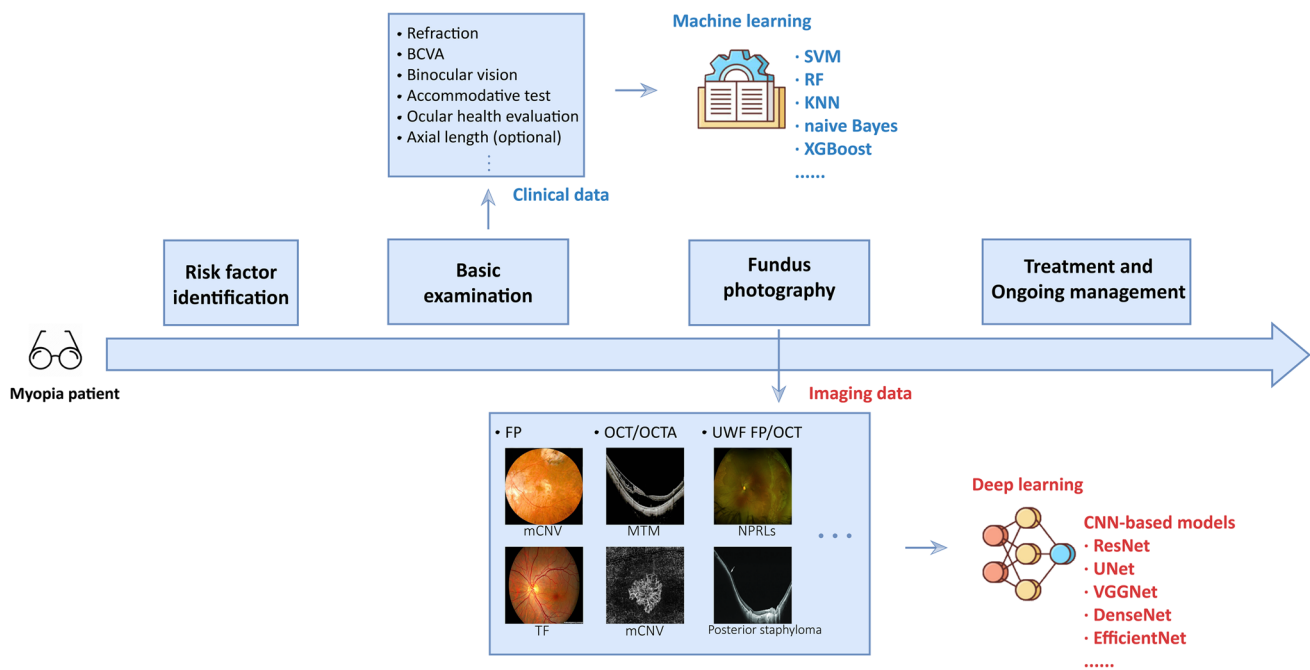 • Refraction
• BCVA
• Binocular vision
• Accommodative test
• Ocular health evaluation
• Axial length (optional)
⋮
Machine learning
· SVM
· RF
· KNN
· naive Bayes
· XGBoost
......
Clinical data
Risk factor
identification
Basic
examination
Fundus
photography
Treatment and
Ongoing management
Myopia patient
Imaging data
• FP
• OCT/OCTA
• UWF FP/OCT
mCNV
MTM
NPRLs
• • •
TF
mCNV
Posterior staphyloma
Deep learning
CNN-based models
· ResNet
· UNet
· VGGNet
· DenseNet
· EfficientNet
......